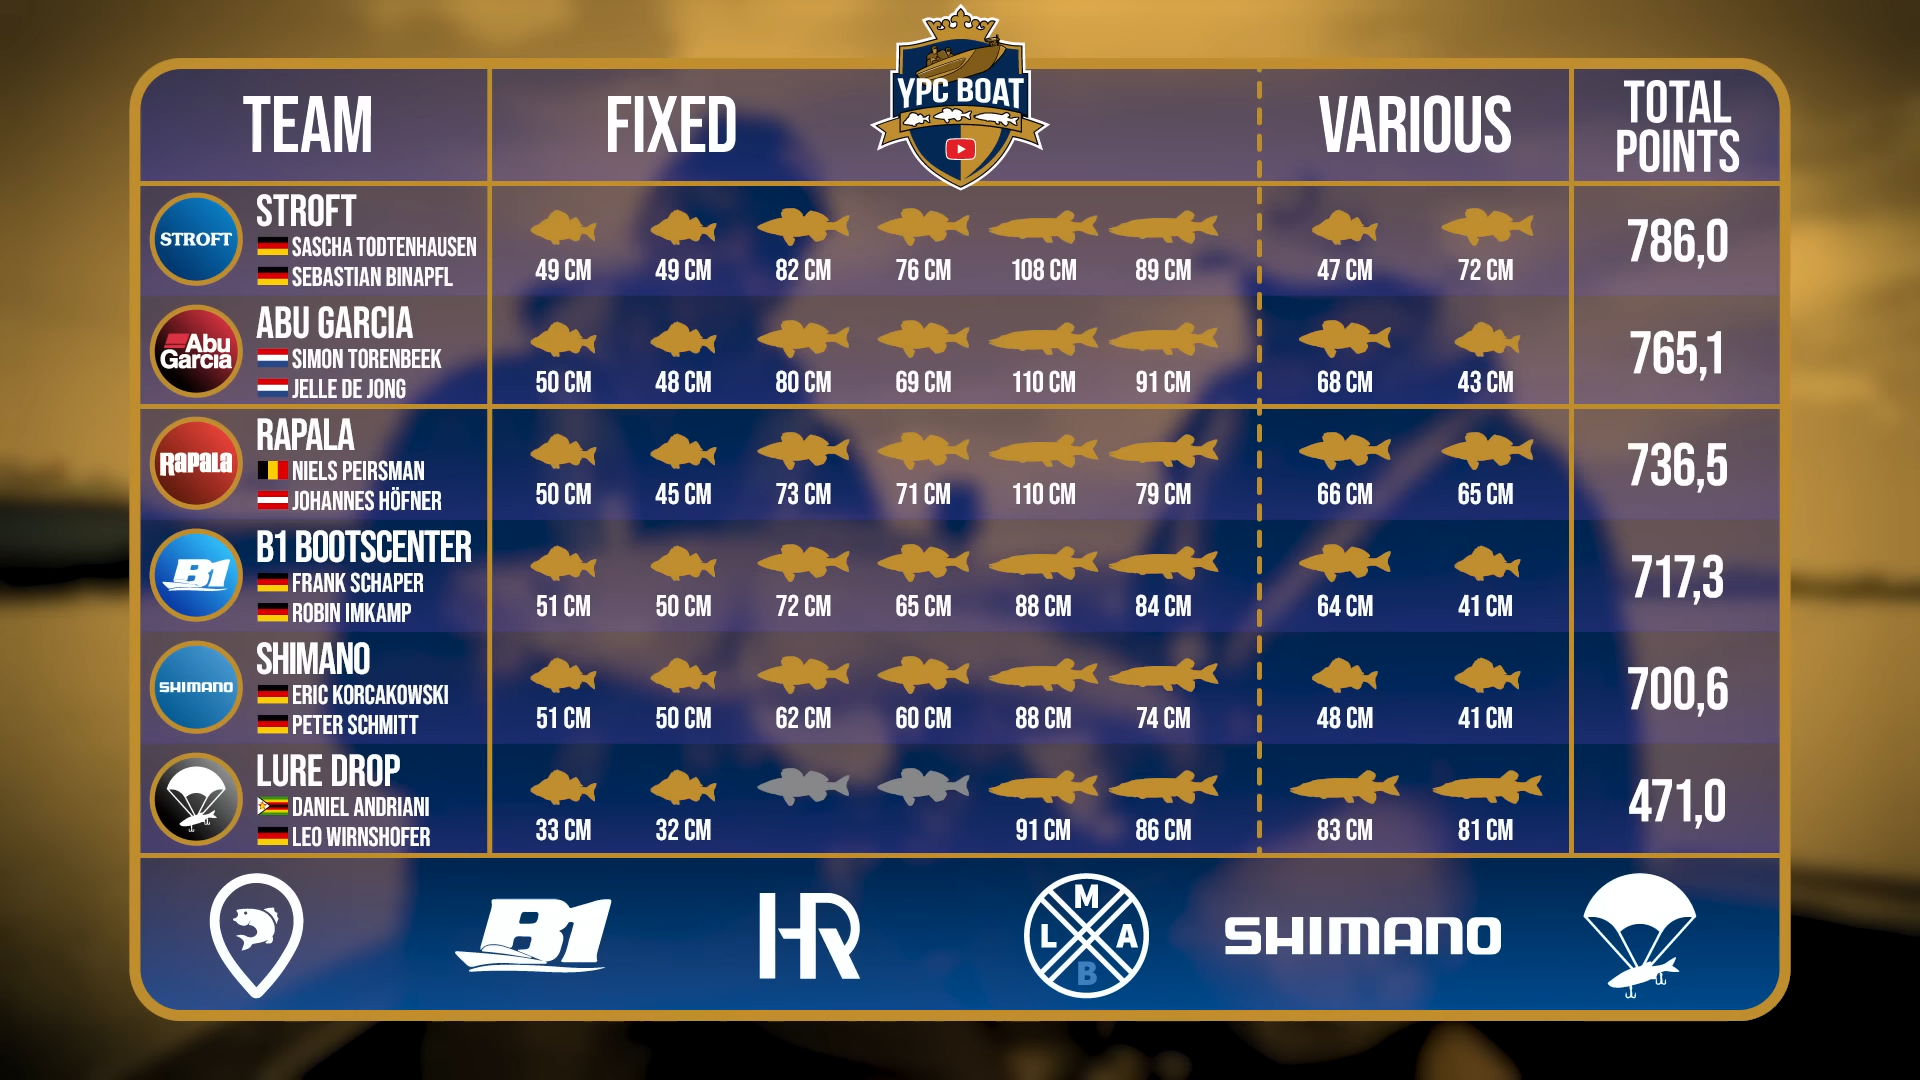 YPC BOAT
TEAM FIXED VARIOUS TOTAL POINTS
STROFT
STROFT
SASCHA TODTENHAUSEN
SEBASTIAN BINAPFL
49 CM 49 CM 82 CM 76 CM 108 CM 89 CM 47 CM 72 CM 786,0
Abu Garcia
ABU GARCIA
SIMON TORENBEEK
JELLE DE JONG
50 CM 48 CM 80 CM 69 CM 110 CM 91 CM 68 CM 43 CM 765,1
Rapala
RAPALA
NIELS PEIRSMAN
JOHANNES HÖFNER
50 CM 45 CM 73 CM 71 CM 110 CM 79 CM 66 CM 65 CM 736,5
B1
B1 BOOTSCENTER
FRANK SCHAPER
ROBIN IMKAMP
51 CM 50 CM 72 CM 65 CM 88 CM 84 CM 64 CM 41 CM 717,3
SHIMANO
SHIMANO
ERIC KORCAKOWSKI
PETER SCHMITT
51 CM 50 CM 62 CM 60 CM 88 CM 74 CM 48 CM 41 CM 700,6
LURE DROP
DANIEL ANDRIANI
LEO WIRNSHOFER
33 CM 32 CM 91 CM 86 CM 83 CM 81 CM 471,0
B1 HR M L A B SHIMANO